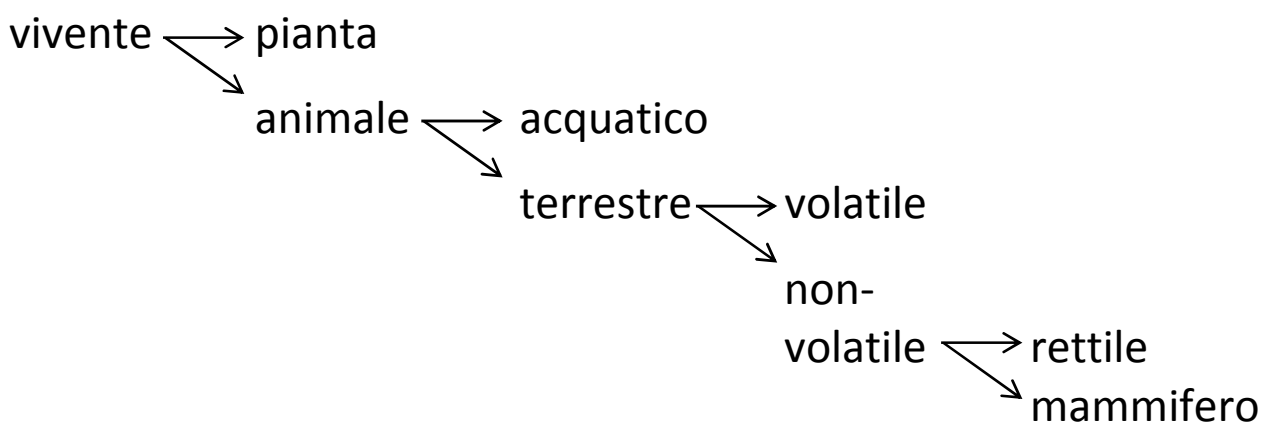 vivente pianta
animale acquatico
terrestre volatile
non-
volatile rettile
mammifero